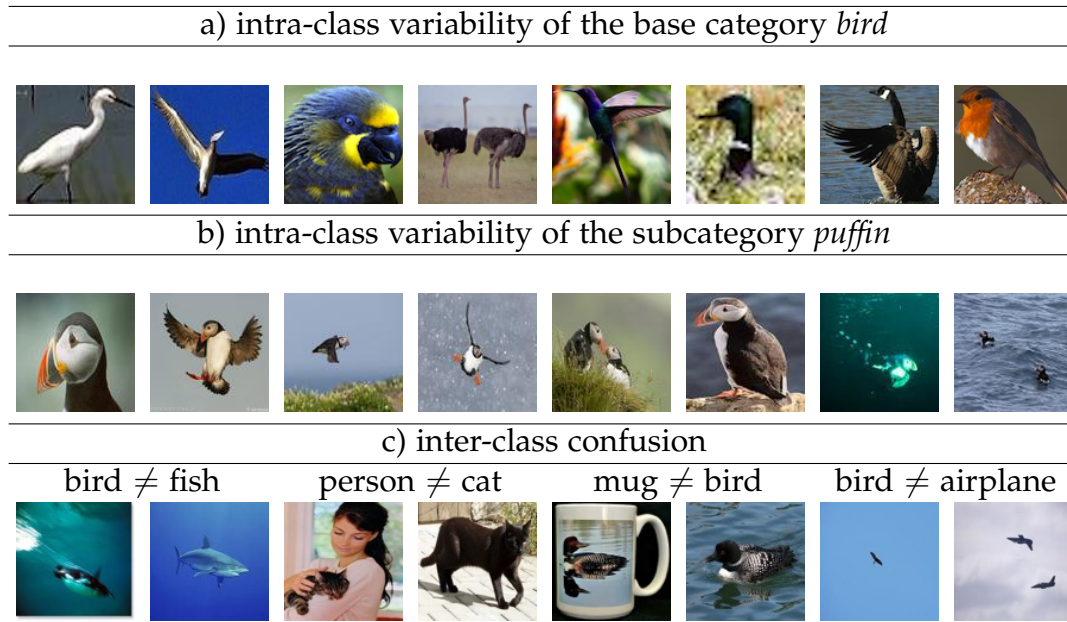 a) intra-class variability of the base category bird
b) intra-class variability of the subcategory puffin
c) inter-class confusion
bird ≠ fish person ≠ cat mug ≠ bird bird ≠ airplane